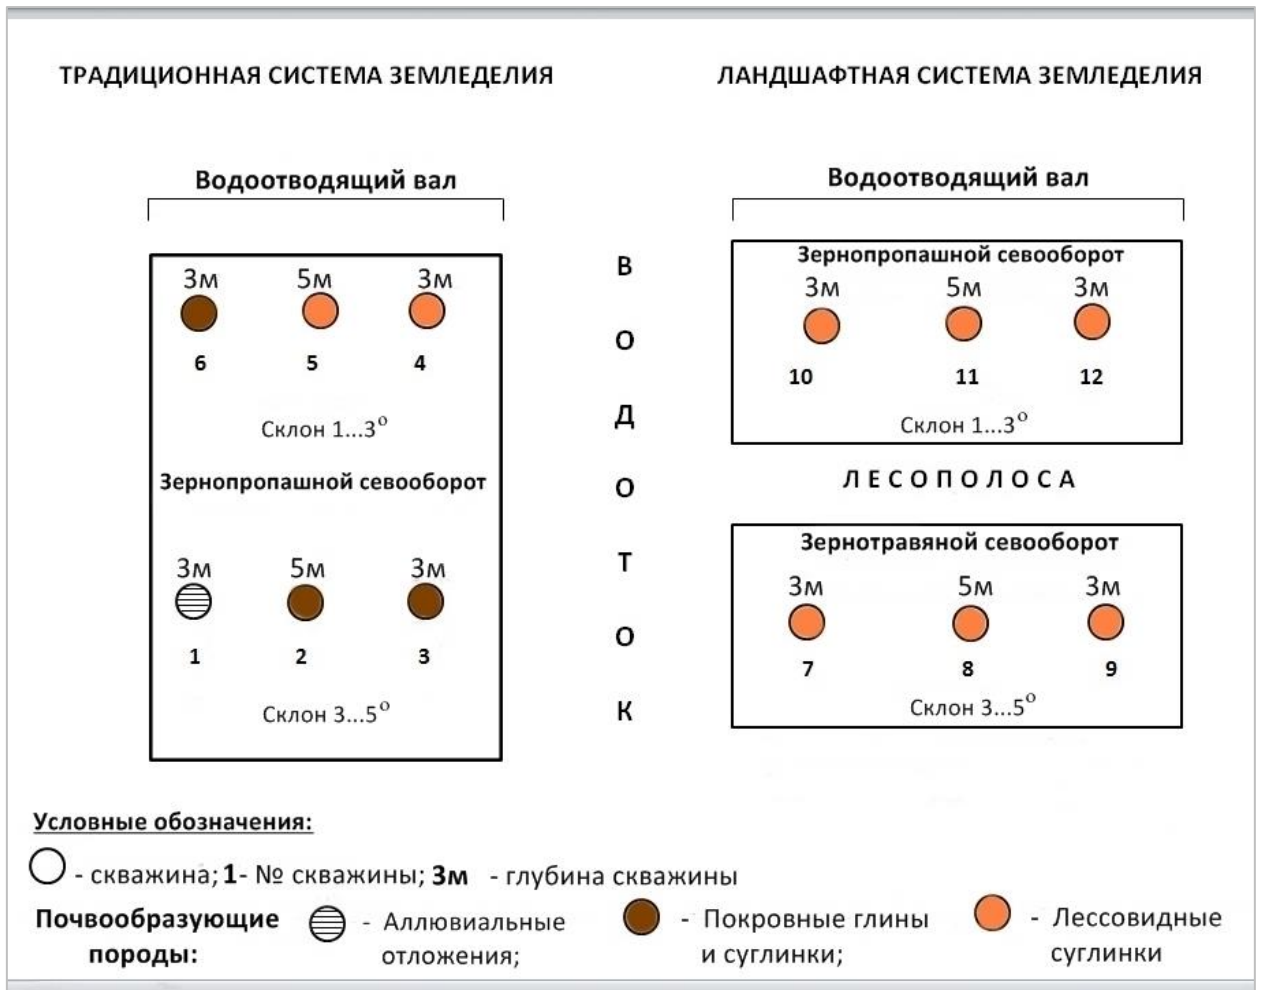 ТРАДИЦИОННАЯ СИСТЕМА ЗЕМЛЕДЕЛИЯ
ЛАНДШАФТНАЯ СИСТЕМА ЗЕМЛЕДЕЛИЯ
Водоотводящий вал
3м 5м 3м
6 5 4
Склон 1...3°
Зернопропашной севооборот
3м 5м 3м
1 2 3
Склон 3...5°
В
О
Д
О
Т
О
К
Водоотводящий вал
Зернопропашной севооборот
3м 5м 3м
10 11 12
Склон 1...3°
ЛЕСОПОЛОСА
Зернотравяной севооборот
3м 5м 3м
7 8 9
Склон 3...5°
Условные обозначения:
- скважина; 1- № скважины; 3м - глубина скважины
Почвообразующие породы:
- Аллювиальные
отложения;
- Покровные глины
и суглинки;
- Лессовидные
суглинки